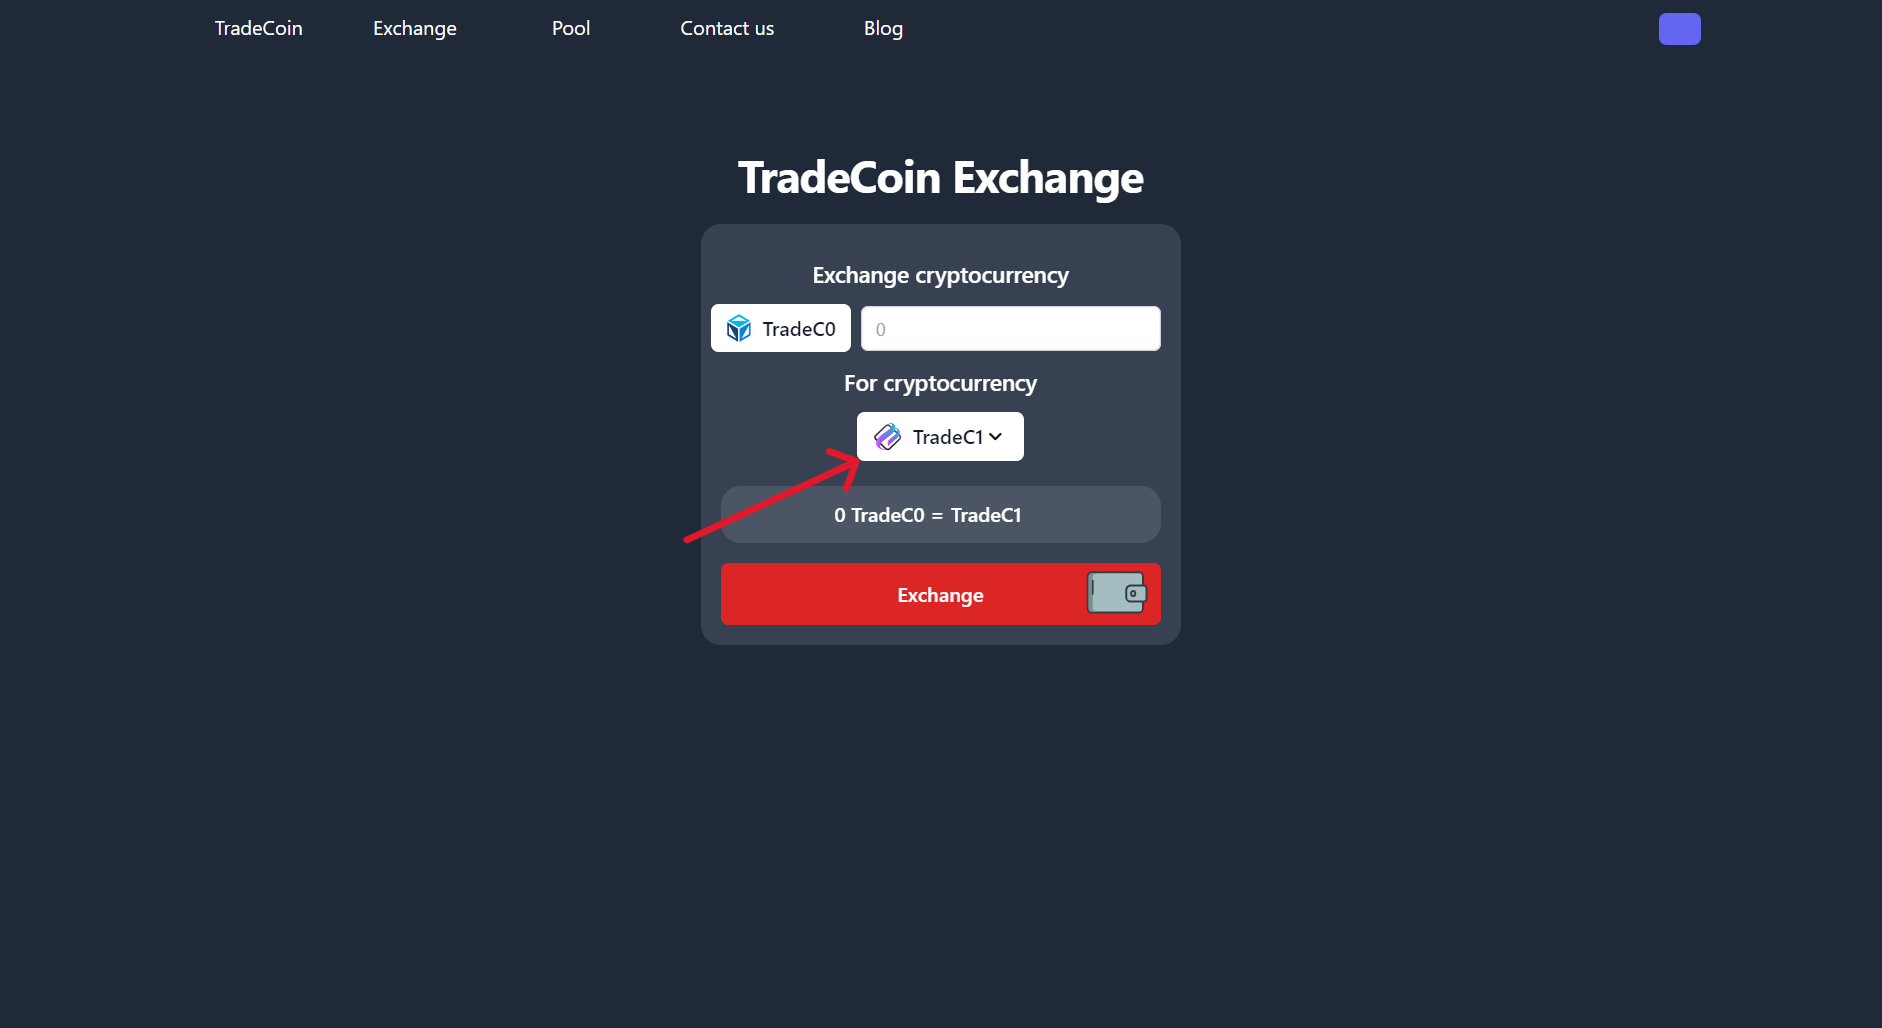 TradeCoin Exchange Pool Contact us Blog
TradeCoin Exchange
Exchange cryptocurrency
TradeC0 0
For cryptocurrency
TradeC1
0 TradeC0 = TradeC1
Exchange